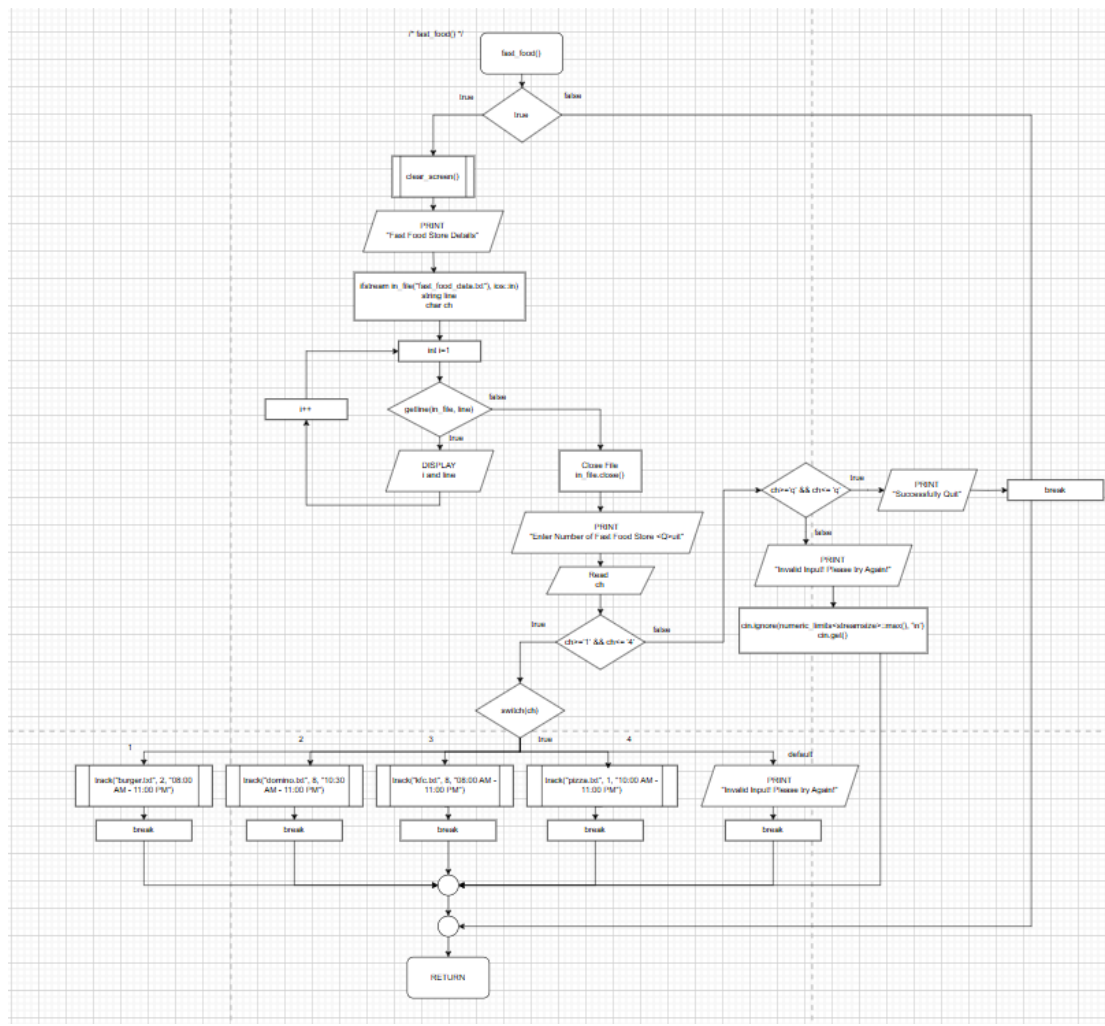 /* fast_food() */
fast_food()
true
false
true
clear_screen()
PRINT
"Fast Food Store Details"
ifstream in_file("fast_food_data.txt"), ios::in)
string line
char ch
int i=1
i++
getline(in_file, line)
false
true
DISPLAY
i and line
Close File
in_file.close()
PRINT
"Enter Number of Fast Food Store <Q>uit"
Read
ch
true
ch>='1' && ch<= '4'
false
ch>='q' && ch<= 'q'
true
PRINT
"Successfully Quit"
break
false
PRINT
"Invalid Input! Please try Again!"
cin.ignore(numeric_limits<streamsize>::max(), '\n')
cin.get()
switch(ch)
1
2
3
true
4
default
track("burger.txt", 2, "08:00
AM - 11:00 PM")
track("domino.txt", 8, "10:30
AM - 11:00 PM")
track("kfc.txt", 8, "08:00 AM -
11:00 PM")
track("pizza.txt", 1, "10:00 AM -
11:00 PM")
PRINT
"Invalid Input! Please try Again!"
break
break
break
break
break
RETURN